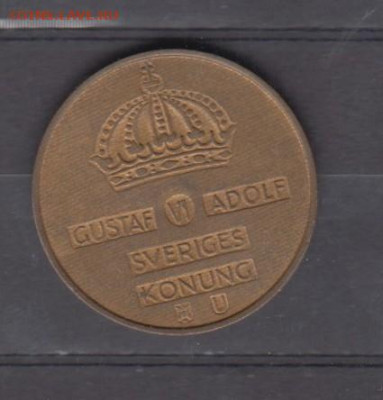 GUSTAF VI ADOLF
SVERIGES
KONUNG
U